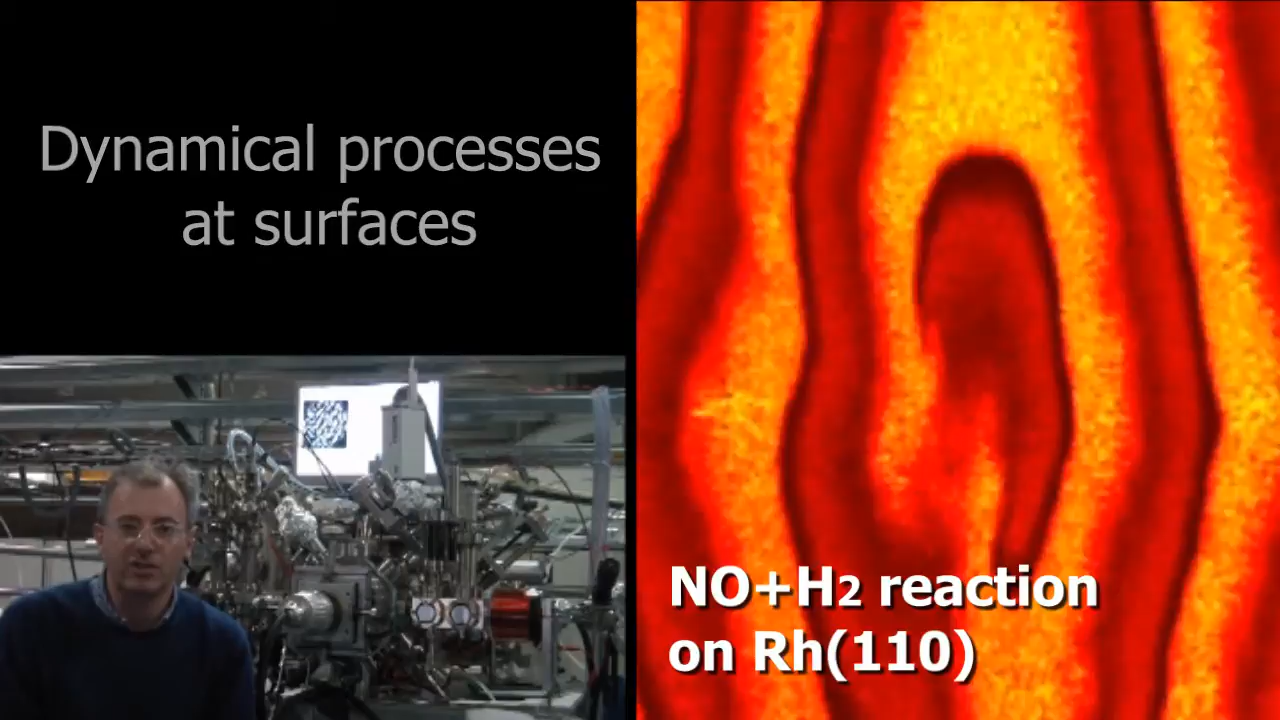 Dynamical processes
at surfaces
NO+H2 reaction
on Rh(110)